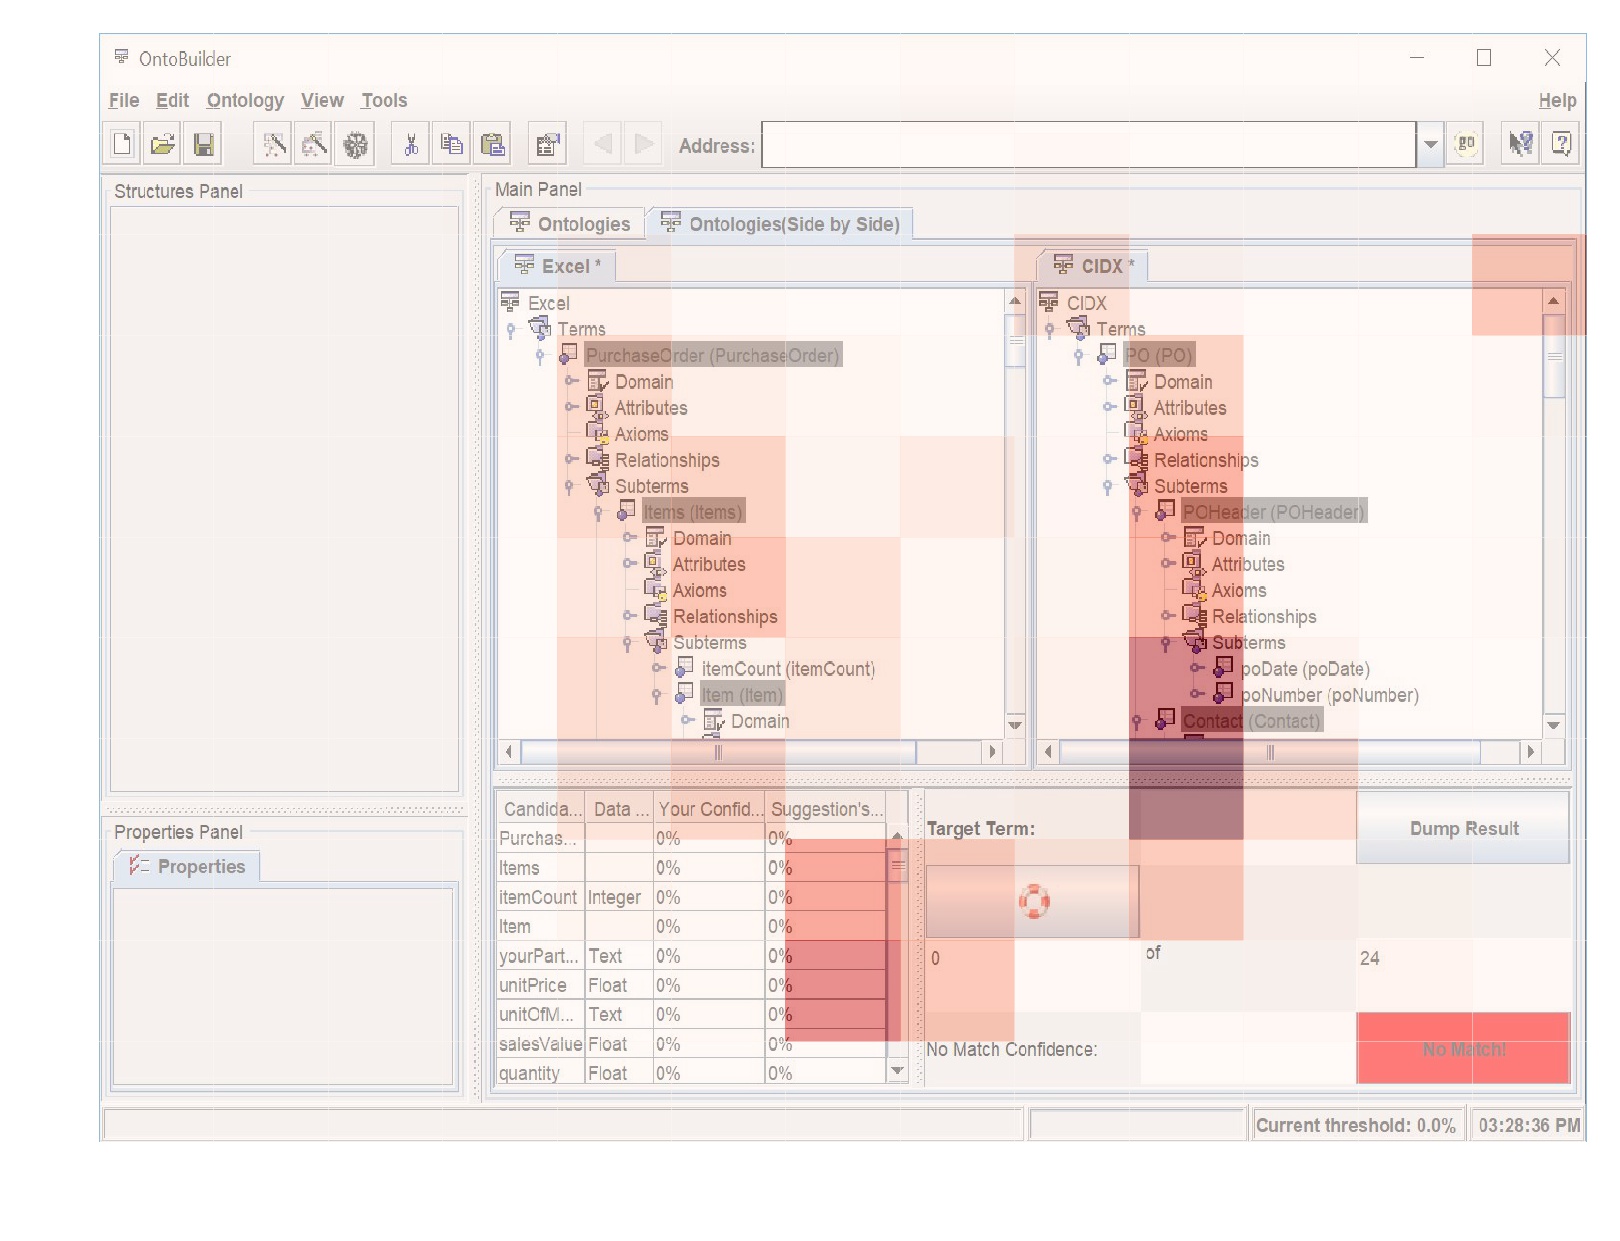 OntoBuilder
File Edit Ontology View Tools Help
Address: go
Structures Panel
Main Panel
Ontologies Ontologies(Side by Side)
Excel * CIDX *
Excel
Terms
PurchaseOrder (PurchaseOrder)
Domain
Attributes
Axioms
Relationships
Subterms
Items (Items)
Domain
Attributes
Axioms
Relationships
Subterms
itemCount (itemCount)
Item (Item)
Domain
CIDX
Terms
PO (PO)
Domain
Attributes
Axioms
Relationships
Subterms
POHeader (POHeader)
Domain
Attributes
Axioms
Relationships
Subterms
poDate (poDate)
poNumber (poNumber)
Contact (Contact)
Properties Panel
Properties
Candida... Data ... Your Confid... Suggestion's...
Purchas... 0% 0%
Items 0% 0%
itemCount Integer 0% 0%
Item 0% 0%
yourPart... Text 0% 0%
unitPrice Float 0% 0%
unitOfM... Text 0% 0%
salesValue Float 0% 0%
quantity Float 0% 0%
Target Term: Dump Result
0 of 24
No Match Confidence: No Match!
Current threshold: 0.0% 03:28:36 PM